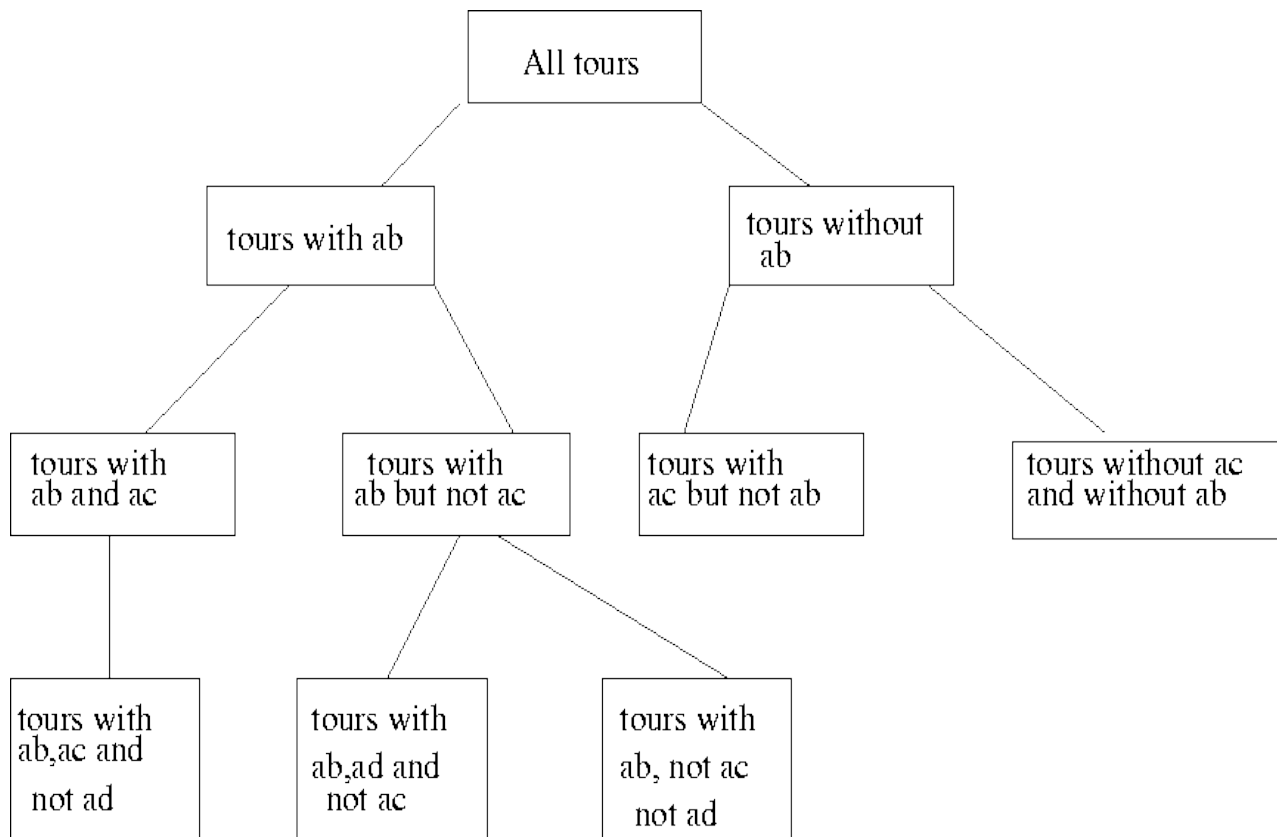 All tours
tours with ab
tours without
ab
tours with
ab and ac
tours with
ab but not ac
tours with
ac but not ab
tours without ac
and without ab
tours with
ab,ac and
not ad
tours with
ab,ad and
not ac
tours with
ab, not ac
not ad